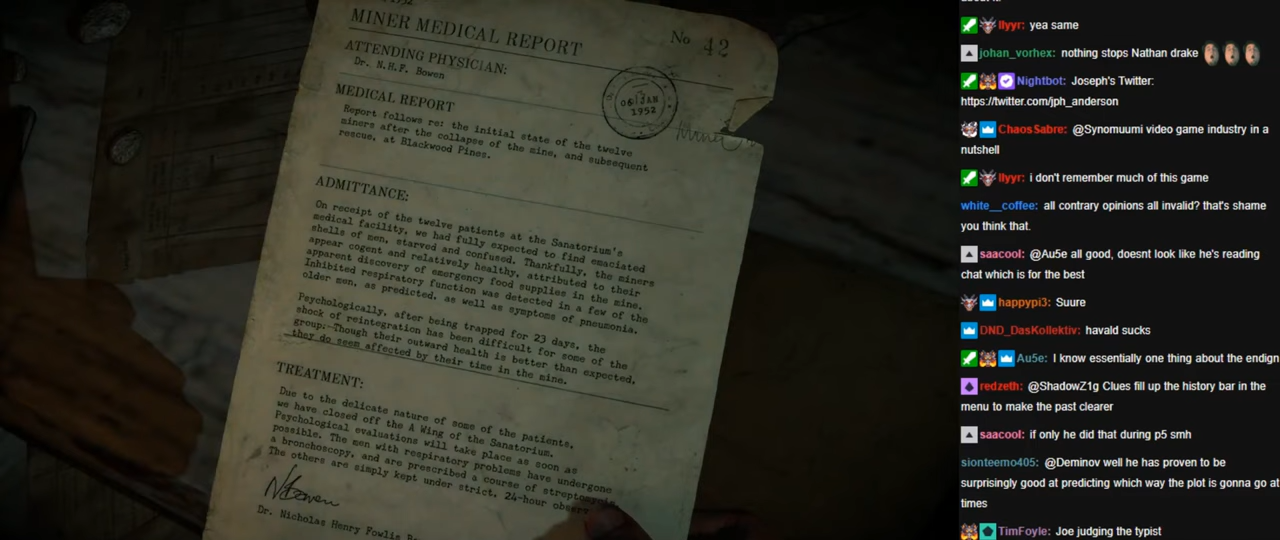 MINER MEDICAL REPORT
No 42
ATTENDING PHYSICIAN:
Dr. N.H.F. Bowen
06 JAN
1952
MEDICAL REPORT
Report follows re: the initial state of the twelve
miners after the collapse of the mine, and subsequent
rescue, at Blackwood Pines.
ADMITTANCE:
On receipt of the twelve patients at the Sanatorium's
medical facility, we had fully expected to find emaciated
shells of men, starved and confused. Thankfully, the miners
appear cogent and relatively healthy, attributed to their
apparent discovery of emergency food supplies in the mine.
Inhibited respiratory function was detected in a few of the
older men, as predicted, as well as symptoms of pneumonia.
Psychologically, after being trapped for 23 days, the
shock of reintegration has been difficult for some of the
group. Though their outward health is better than expected,
they do seem affected by their time in the mine.
TREATMENT:
Due to the delicate nature of some of the patients,
we have closed off the A Wing of the Sanatorium.
Psychological evaluations will take place as soon as
possible. The men with respiratory problems have undergone
a bronchoscopy, and are prescribed a course of streptomycin.
The others are simply kept under strict, 24-hour observ
NBowen
Dr. Nicholas Henry Fowlis
llyyr: yea same
johan_vorhex: nothing stops Nathan drake
Nightbot: Joseph's Twitter:
https://twitter.com/jph_anderson
ChaosSabre: @Synomuumi video game industry in a
nutshell
llyyr: i don't remember much of this game
white__coffee: all contrary opinions all invalid? that's shame
you think that.
saacool: @Au5e all good, doesnt look like he's reading
chat which is for the best
happypi3: Suure
DND_DasKollektiv: havald sucks
Au5e: I know essentially one thing about the endign
redzeth: @ShadowZ1g Clues fill up the history bar in the
menu to make the past clearer
saacool: if only he did that during p5 smh
sionteemo405: @Deminov well he has proven to be
surprisingly good at predicting which way the plot is gonna go at
times
TimFoyle: Joe judging the typist